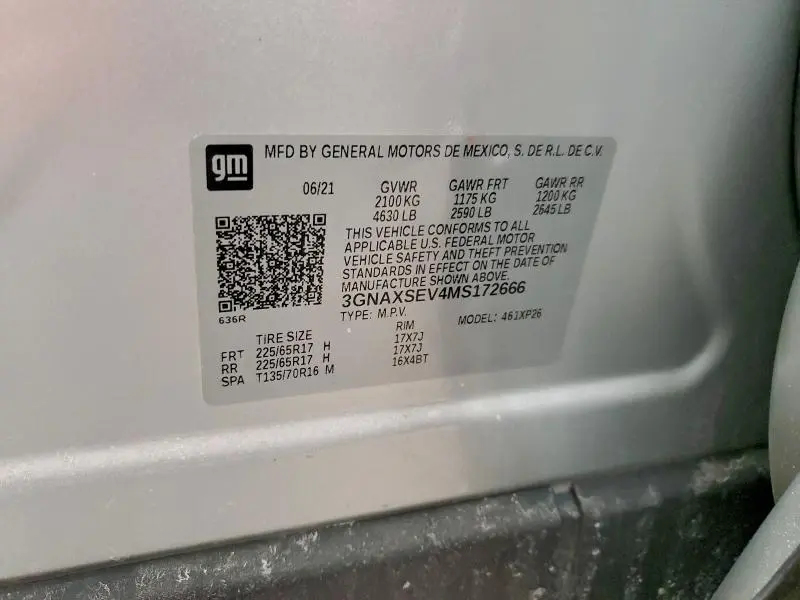 gm MFD BY GENERAL MOTORS DE MEXICO, S. DE R.L. DE C.V.
06/21 GVWR GAWR FRT GAWR RR
2100 KG 1175 KG 1200 KG
4630 LB 2590 LB 2645 LB
THIS VEHICLE CONFORMS TO ALL
APPLICABLE U.S. FEDERAL MOTOR
VEHICLE SAFETY AND THEFT PREVENTION
STANDARDS IN EFFECT ON THE DATE OF
MANUFACTURE SHOWN ABOVE.
3GNAXSEV4MS172666
636R
TYPE: M.P.V. MODEL: 461XP26
TIRE SIZE RIM
FRT 225/65R17 H 17X7J
RR 225/65R17 H 17X7J
SPA T135/70R16 M 16X4BT